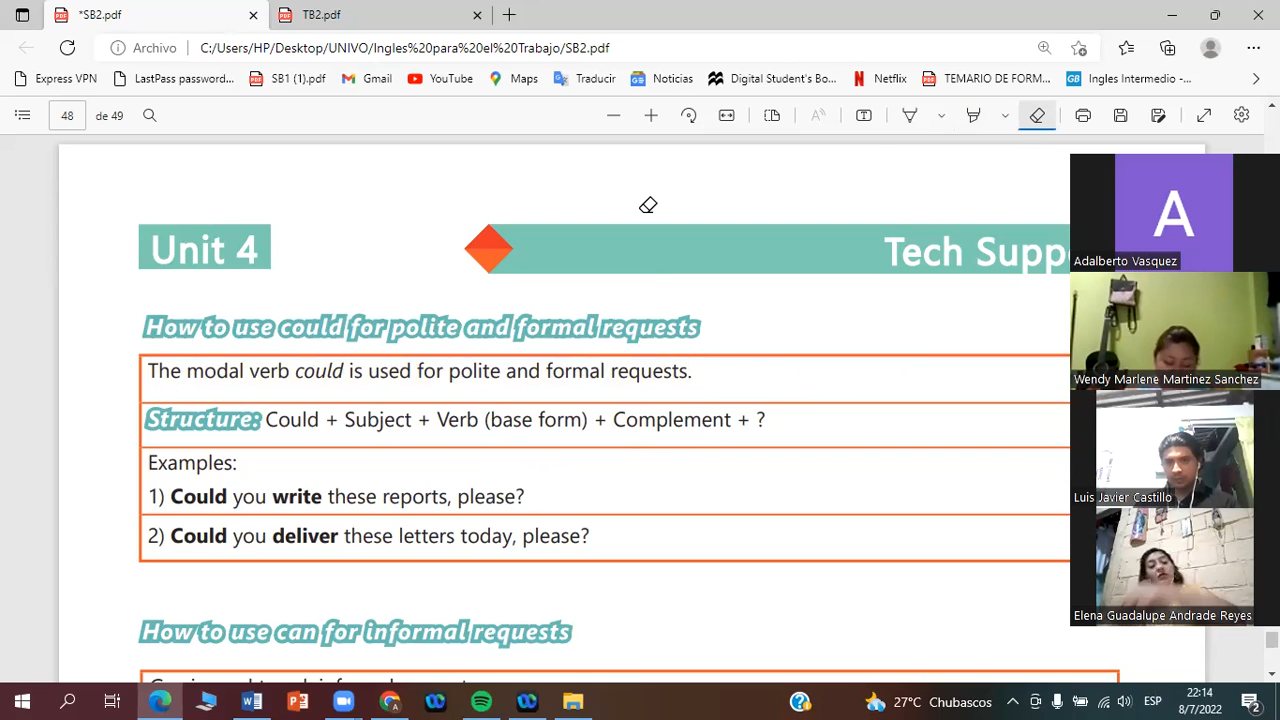 *SB2.pdf
TB2.pdf
Archivo
C:/Users/HP/Desktop/UNIVO/Ingles%20para%20el%20Trabajo/SB2.pdf
Express VPN
LastPass password...
SB1 (1).pdf
Gmail
YouTube
Maps
Traducir
Noticias
Digital Student's Bo...
Netflix
TEMARIO DE FORM...
Ingles Intermedio -...
48
de 49
Unit 4
Tech Suppo
How to use could for polite and formal requests
The modal verb could is used for polite and formal requests.
Structure: Could + Subject + Verb (base form) + Complement + ?
Examples:
1) Could you write these reports, please?
2) Could you deliver these letters today, please?
How to use can for informal requests
A
Adalberto Vasquez
Wendy Marlene Martinez Sanchez
Luis Javier Castillo
Elena Guadalupe Andrade Reyes
27°C Chubascos
ESP
22:14
8/7/2022
2